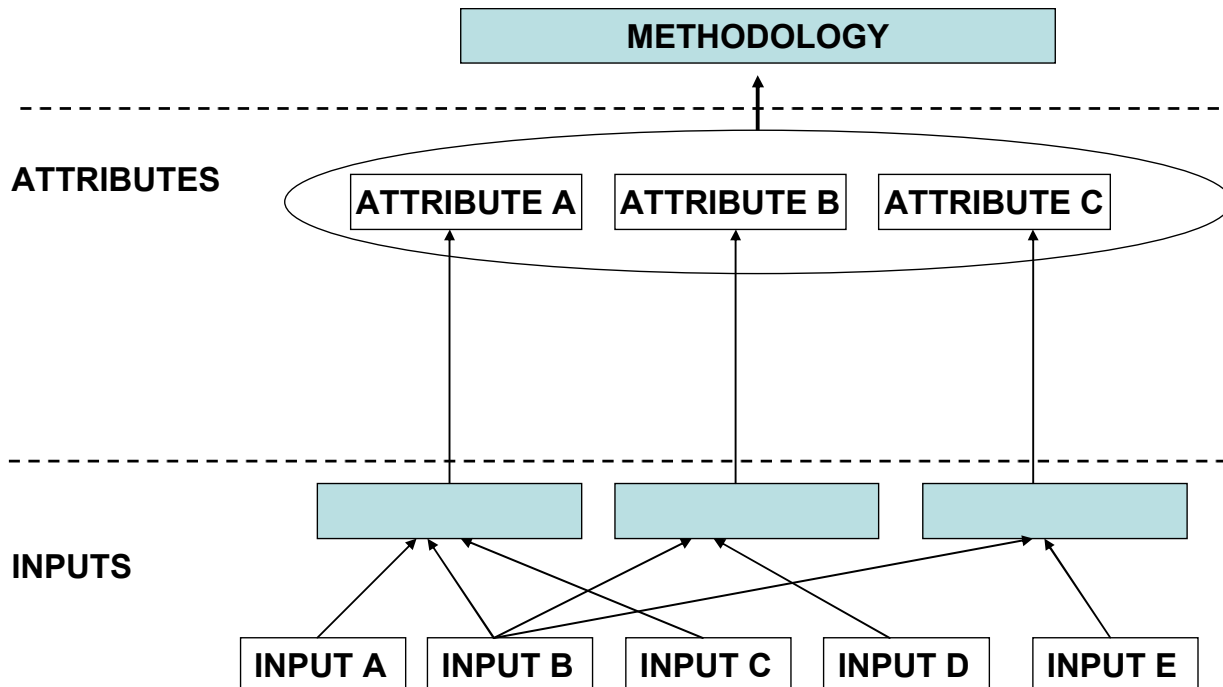 METHODOLOGY
ATTRIBUTES
ATTRIBUTE A
ATTRIBUTE B
ATTRIBUTE C
INPUTS
INPUT A
INPUT B
INPUT C
INPUT D
INPUT E